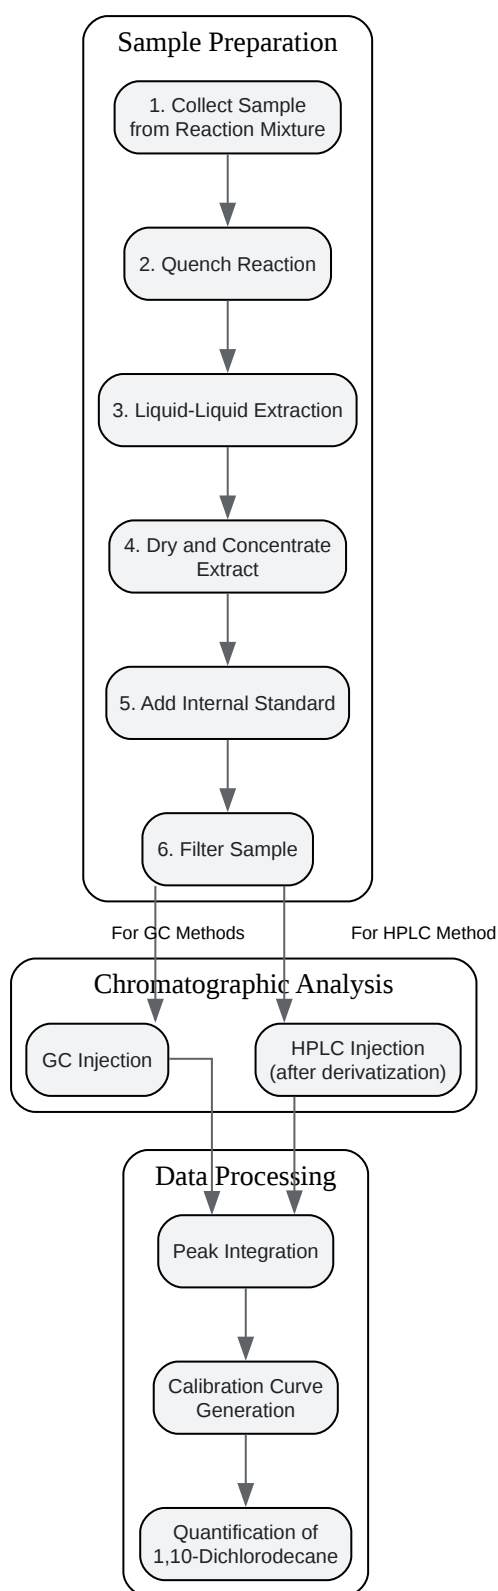 Sample Preparation
1. Collect Sample
from Reaction Mixture
2. Quench Reaction
3. Liquid-Liquid Extraction
4. Dry and Concentrate
Extract
5. Add Internal Standard
6. Filter Sample
For GC Methods
For HPLC Method
Chromatographic Analysis
GC Injection
HPLC Injection
(after derivatization)
Data Processing
Peak Integration
Calibration Curve
Generation
Quantification of
1,10-Dichlorodecane